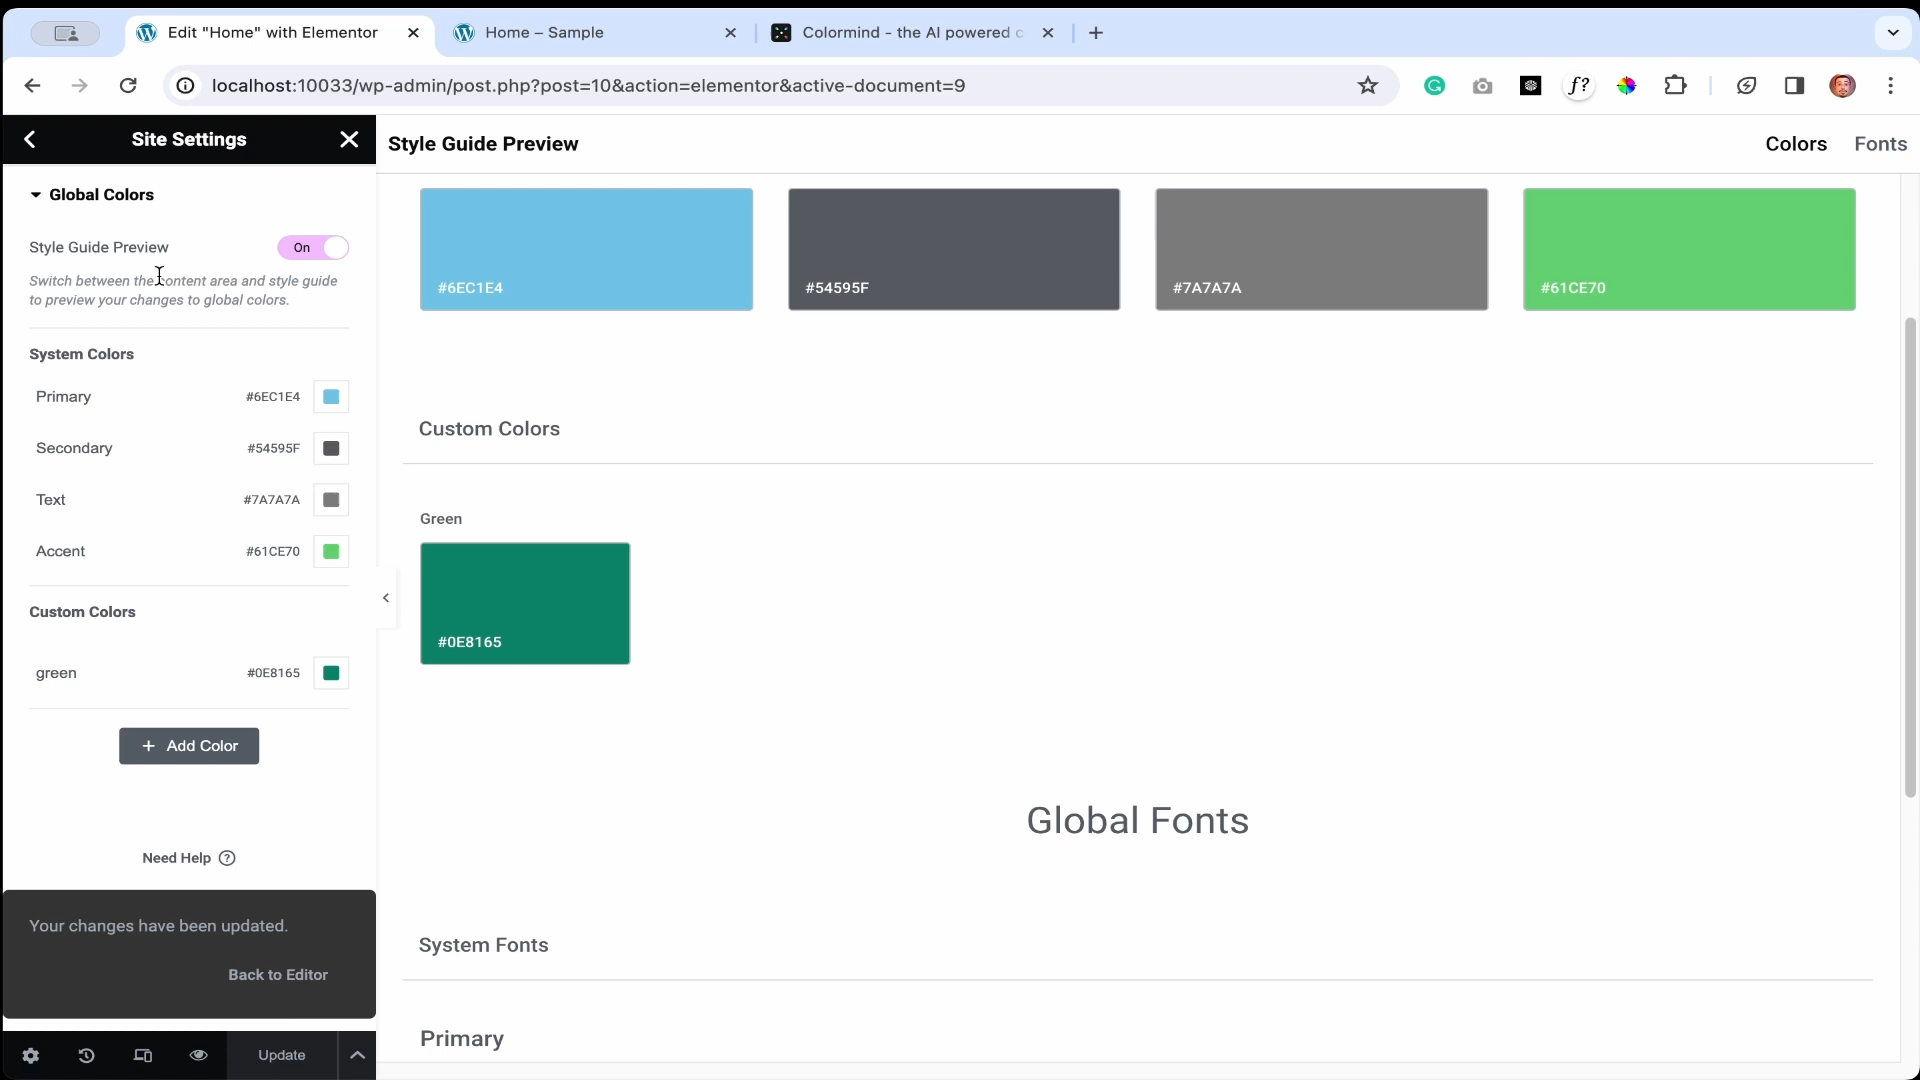 Edit "Home" with Elementor
Home – Sample
Colormind - the AI powered c
localhost:10033/wp-admin/post.php?post=10&action=elementor&active-document=9
f?
Site Settings
Style Guide Preview
Colors
Fonts
Global Colors
Style Guide Preview
On
Switch between the content area and style guide
to preview your changes to global colors.
System Colors
Primary
#6EC1E4
Secondary
#54595F
Text
#7A7A7A
Accent
#61CE70
Custom Colors
green
#0E8165
+ Add Color
Need Help ?
Your changes have been updated.
Back to Editor
Update
#6EC1E4
#54595F
#7A7A7A
#61CE70
Custom Colors
Green
#0E8165
Global Fonts
System Fonts
Primary